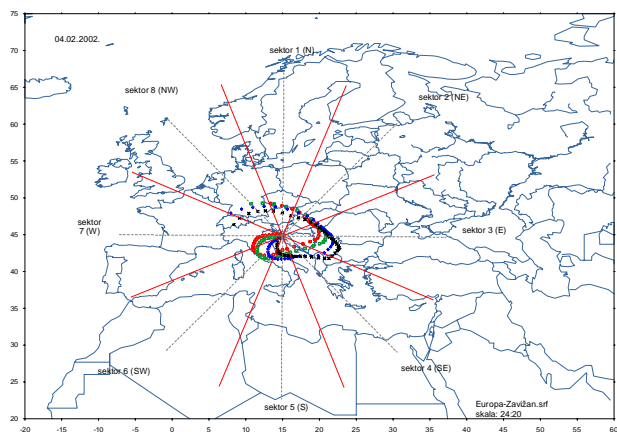 75
04.02.2002.
sektor 1 (N)
70
65
sektor 8 (NW)
sektor 2 (NE)
60
55
50
sektor
7 (W)
sektor 3 (E)
45
40
35
30
sektor 6 (SW)
sektor 4 (SE)
25
Europa-Zavižan.srf
sektor 5 (S)
skala: 24:20
20
-20 -15 -10 -5 0 5 10 15 20 25 30 35 40 45 50 55 60